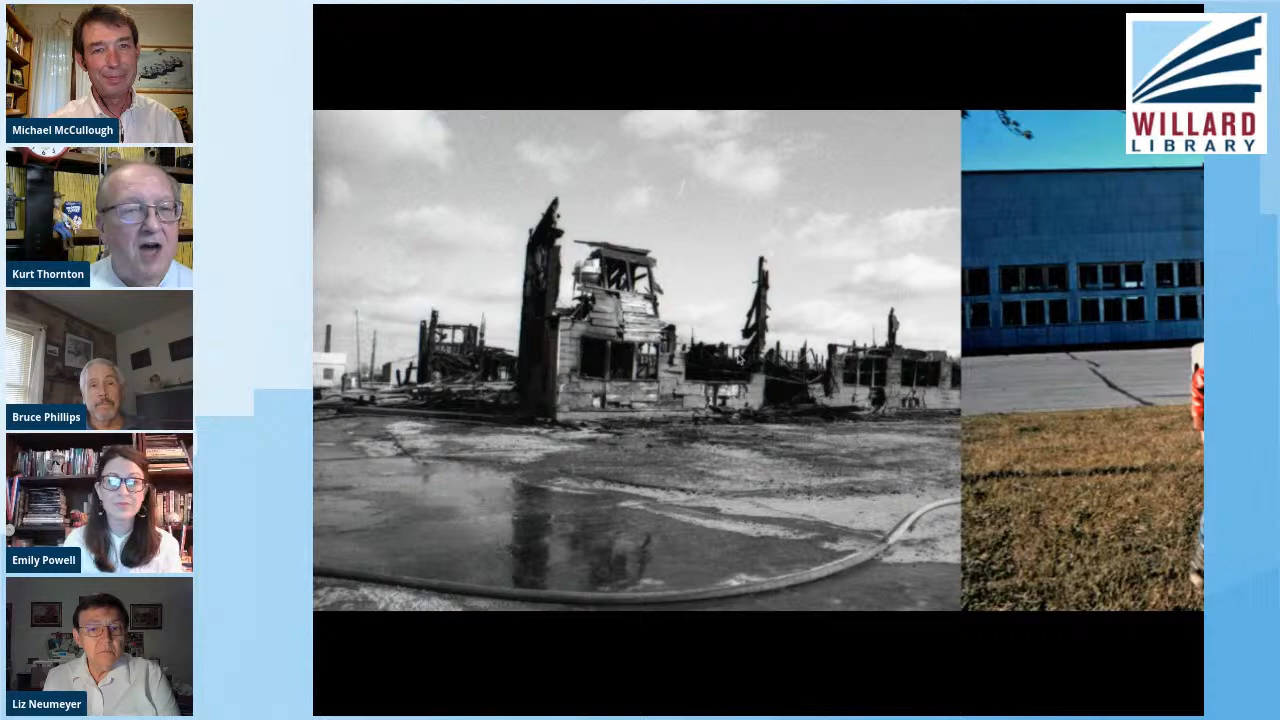 Michael McCullough
Kurt Thornton
Bruce Phillips
Emily Powell
Liz Neumeyer
WILLARD
LIBRARY